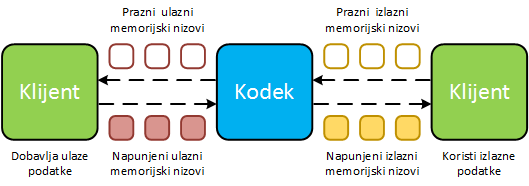 Prazni ulazni
memorijski nizovi
Prazni izlazni
memorijski nizovi
Klijent
Kodek
Klijent
Dobavlja ulaze
podatke
Napunjeni ulazni
memorijski nizovi
Napunjeni izlazni
memorijski nizovi
Koristi izlazne
podatke